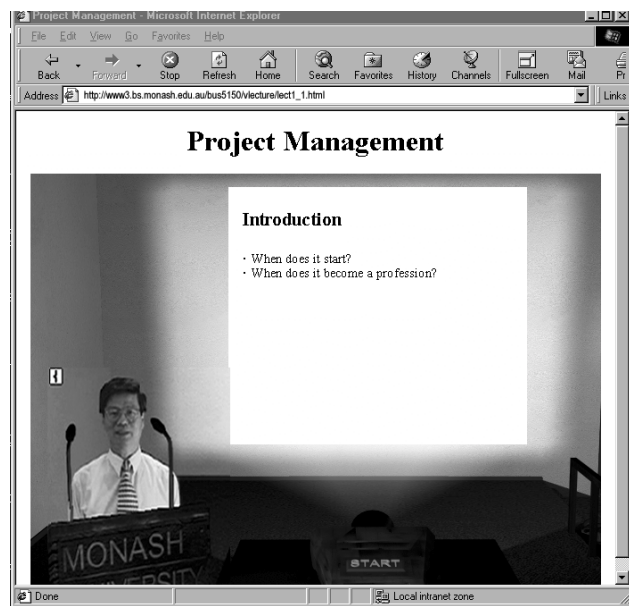 Project Management - Microsoft Internet Explorer
File Edit View Go Favorites Help
Back Forward Stop Refresh Home Search Favorites History Channels Fullscreen Mail Pr
Address http://www3.bs.monash.edu.au/bus5150/vlecture/lect1_1.html Links
Project Management
Introduction
· When does it start?
· When does it become a profession?
MONASH
UNIVERSITY
START
Done Local intranet zone